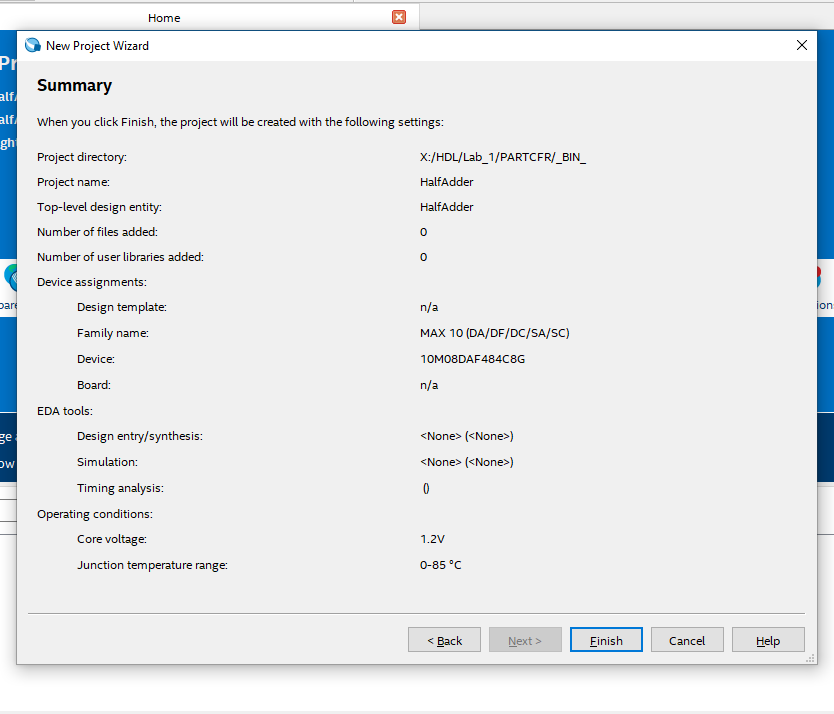 Home
New Project Wizard
Summary
When you click Finish, the project will be created with the following settings:
Project directory: X:/HDL/Lab_1/PARTCFR/_BIN_
Project name: HalfAdder
Top-level design entity: HalfAdder
Number of files added: 0
Number of user libraries added: 0
Device assignments:
Design template: n/a
Family name: MAX 10 (DA/DF/DC/SA/SC)
Device: 10M08DAF484C8G
Board: n/a
EDA tools:
Design entry/synthesis: <None> (<None>)
Simulation: <None> (<None>)
Timing analysis: ()
Operating conditions:
Core voltage: 1.2V
Junction temperature range: 0-85 °C
< Back Next > Finish Cancel Help